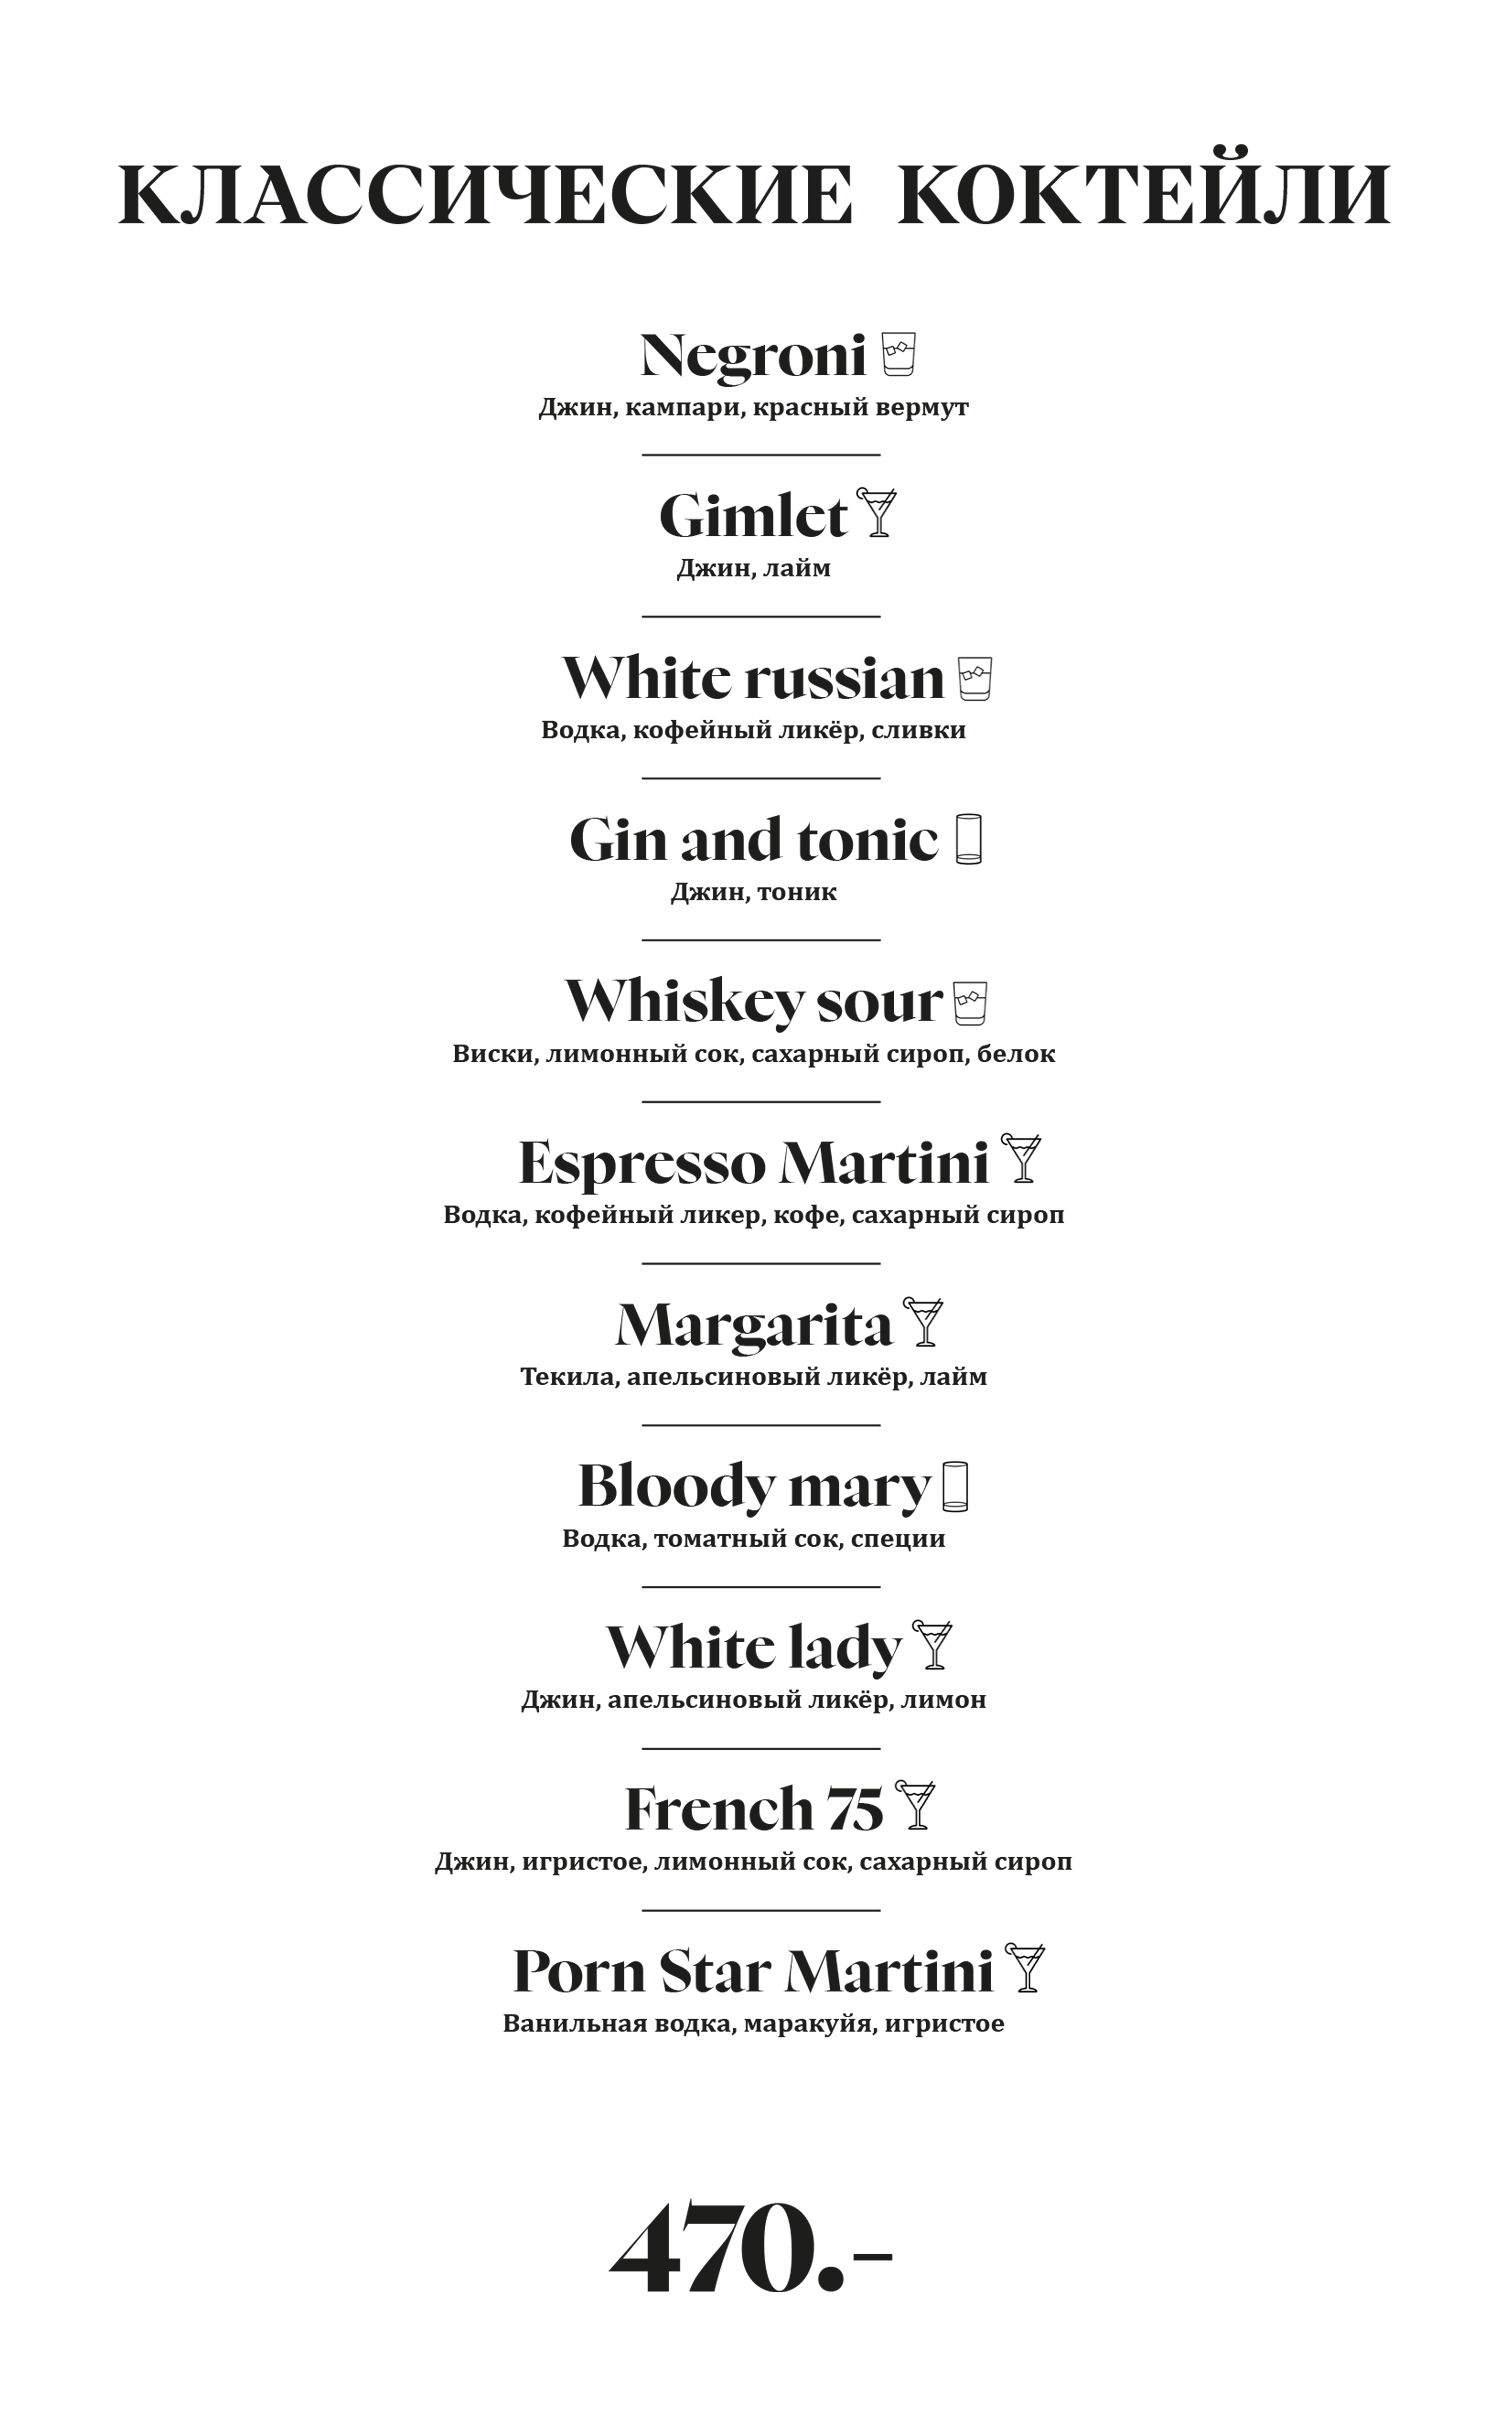 КЛАССИЧЕСКИЕ КОКТЕЙЛИ
Negroni
Джин, кампари, красный вермут
Gimlet
Джин, лайм
White russian
Водка, кофейный ликёр, сливки
Gin and tonic
Джин, тоник
Whiskey sour
Виски, лимонный сок, сахарный сироп, белок
Espresso Martini
Водка, кофейный ликер, кофе, сахарный сироп
Margarita
Текила, апельсиновый ликёр, лайм
Bloody mary
Водка, томатный сок, специи
White lady
Джин, апельсиновый ликёр, лимон
French 75
Джин, игристое, лимонный сок, сахарный сироп
Porn Star Martini
Ванильная водка, маракуйя, игристое
470.–